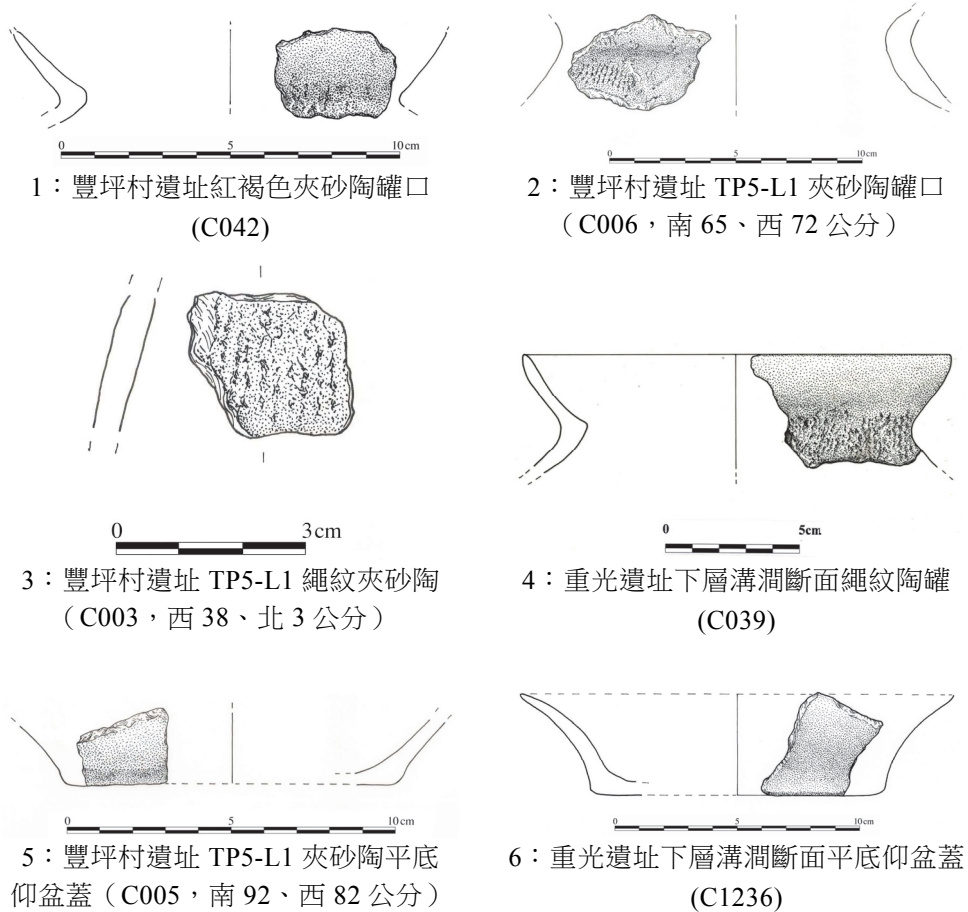 0 5 10cm
1：豐坪村遺址紅褐色夾砂陶罐口
(C042)
0 5 10cm
2：豐坪村遺址 TP5-L1 夾砂陶罐口
（C006，南 65、西 72 公分）
0 3cm
3：豐坪村遺址 TP5-L1 繩紋夾砂陶
（C003，西 38、北 3 公分）
0 5cm
4：重光遺址下層溝澗斷面繩紋陶罐
(C039)
0 5 10cm
5：豐坪村遺址 TP5-L1 夾砂陶平底
仰盆蓋（C005，南 92、西 82 公分）
0 5 10cm
6：重光遺址下層溝澗斷面平底仰盆蓋
(C1236)